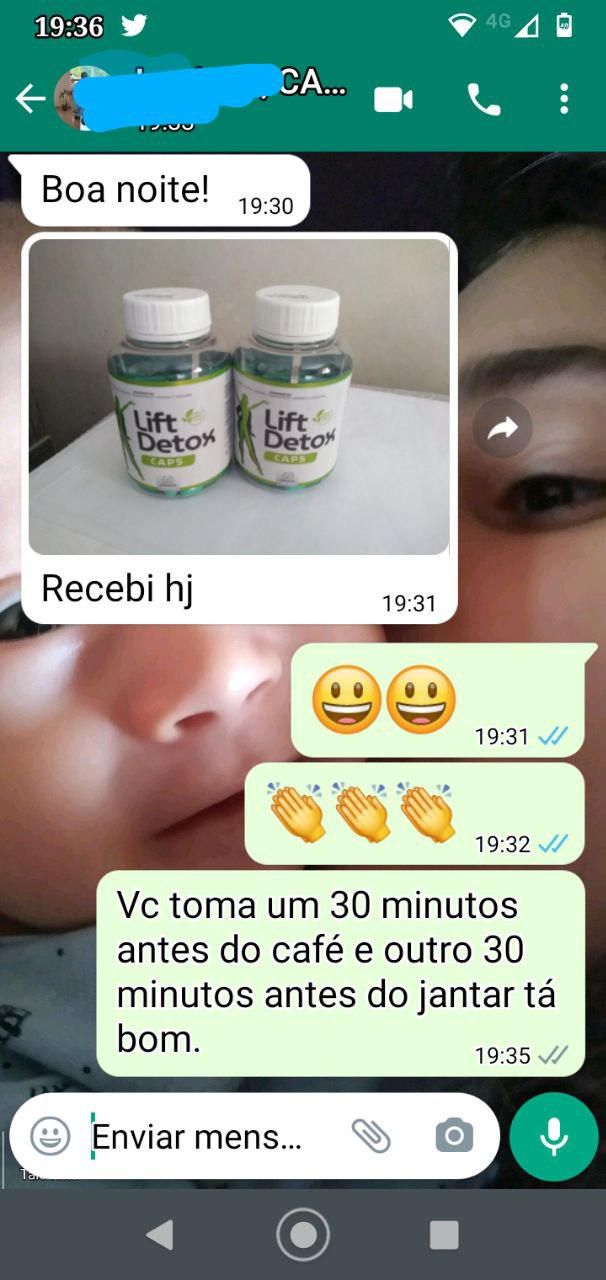 19:36
4G
CA...
Boa noite!
19:30
Lift
Detox
CAPS
Lift
Detox
CAPS
Recebi hj
19:31
19:31
19:32
Vc toma um 30 minutos
antes do café e outro 30
minutos antes do jantar tá
bom.
19:35
Enviar mens...